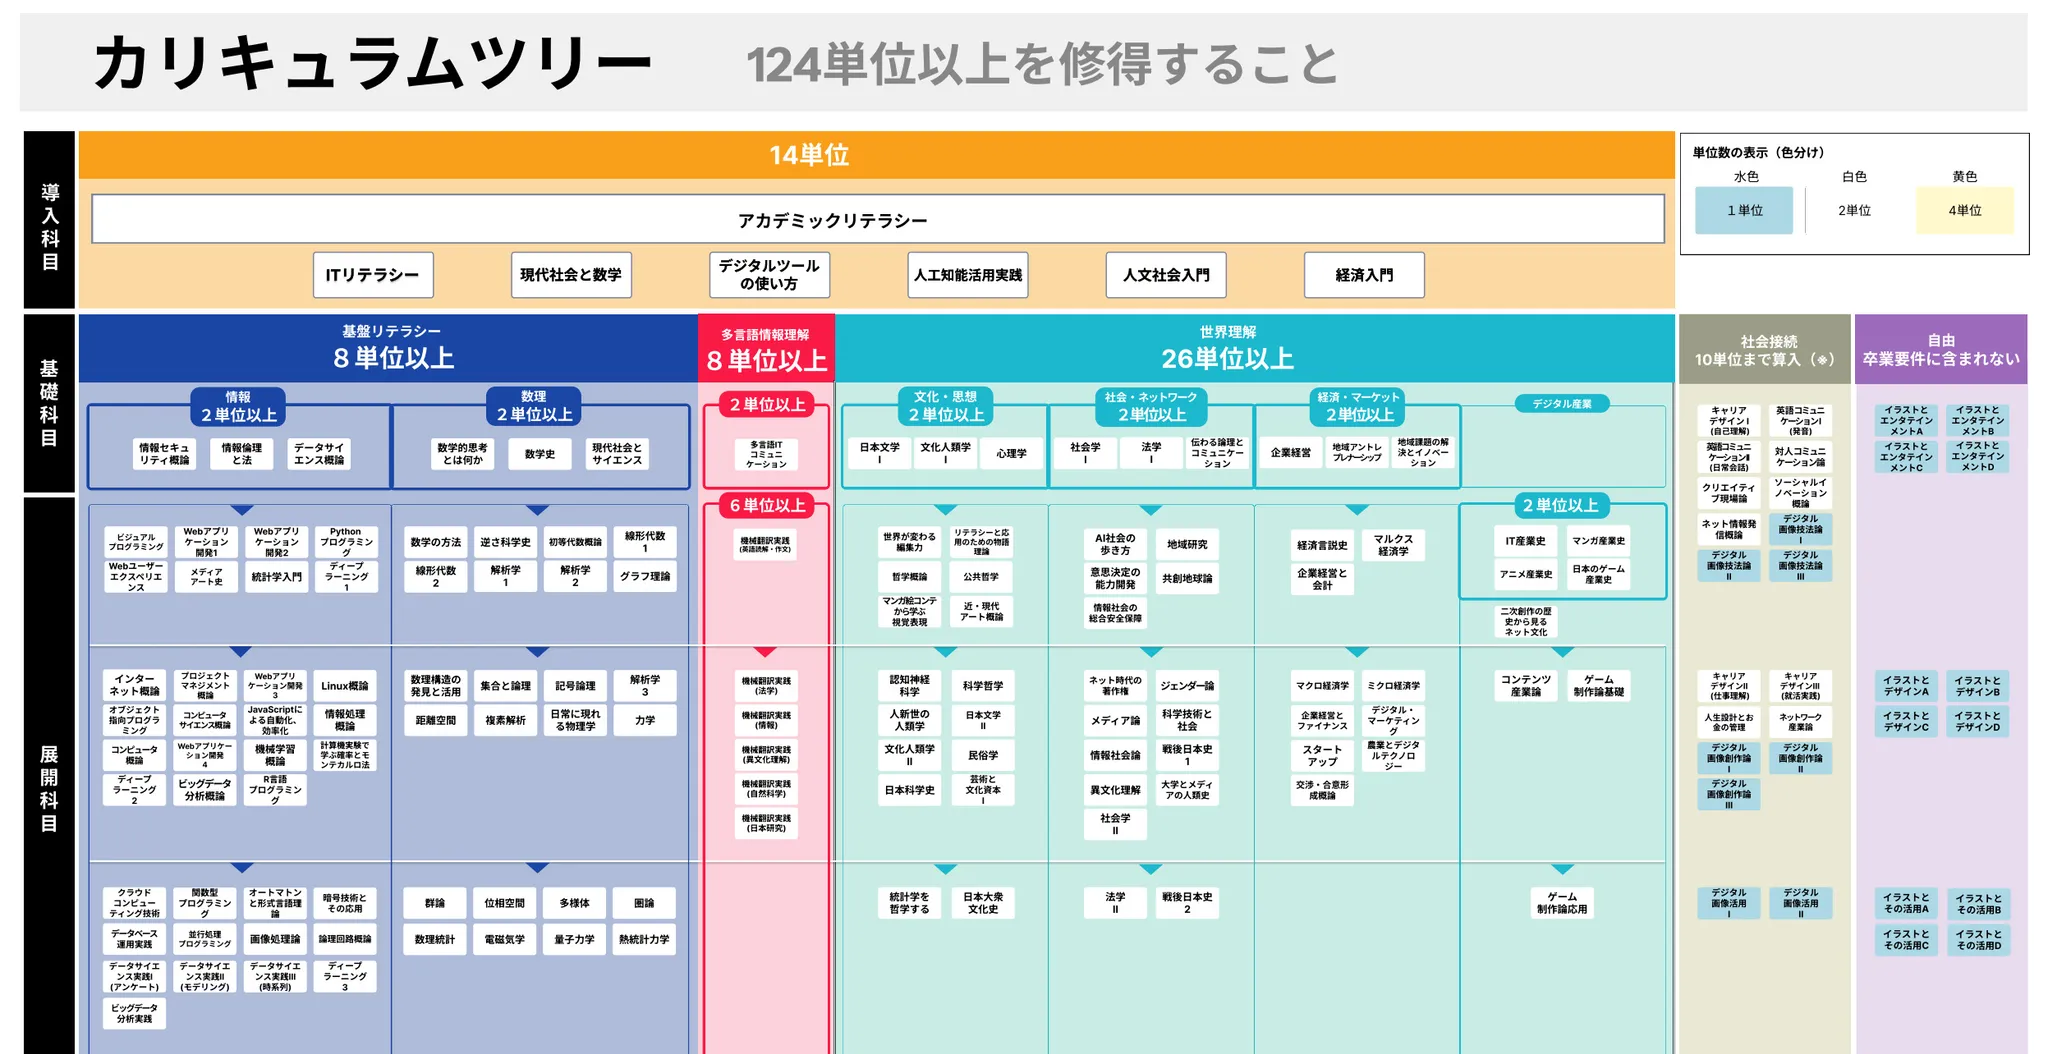 カリキュラムツリー
124単位以上を修得すること
導入科目
14単位
アカデミックリテラシー
ITリテラシー
現代社会と数学
デジタルツール
の使い方
人工知能活用実践
人文社会入門
経済入門
単位数の表示（色分け）
水色
白色
黄色
1単位
2単位
4単位
基礎科目
基盤リテラシー
8単位以上
情報
2単位以上
情報セキュ
リティ概論
情報倫理
と法
データサイ
エンス概論
数理
2単位以上
数学的思考
とは何か
数学史
現代社会と
サイエンス
多言語情報理解
8単位以上
2単位以上
多言語IT
コミュニ
ケーション
世界理解
26単位以上
文化・思想
2単位以上
日本文学
I
文化人類学
I
心理学
社会・ネットワーク
2単位以上
社会学
I
法学
I
伝わる論理と
コミュニケー
ション
経済・マーケット
2単位以上
企業経営
地域アントレ
プレナーシップ
地域課題の解
決とイノベー
ション
デジタル産業
社会接続
10単位まで算入（※）
キャリア
デザインI
(自己理解)
英語コミュニ
ケーションI
(発音)
英語コミュニ
ケーションII
(日常会話)
対人コミュニ
ケーション論
クリエイティ
ブ現場論
ソーシャルイ
ノベーション
概論
ネット情報発
信概論
デジタル
画像技法論
I
デジタル
画像技法論
II
デジタル
画像技法論
III
自由
卒業要件に含まれない
イラストと
エンタテイン
メントA
イラストと
エンタテイン
メントB
イラストと
エンタテイン
メントC
イラストと
エンタテイン
メントD
展開科目
ビジュアル
プログラミング
Webアプリ
ケーション
開発1
Webアプリ
ケーション
開発2
Python
プログラミン
グ
Webユーザー
エクスペリエ
ンス
メディア
アート史
統計学入門
ディープ
ラーニング
1
数学の方法
逆さ科学史
初等代数概論
線形代数
1
線形代数
2
解析学
1
解析学
2
グラフ理論
6単位以上
機械翻訳実践
(英語読解・作文)
世界が変わる
編集力
リテラシーと応
用のための物語
理論
哲学概論
公共哲学
マンガ絵コンテ
から学ぶ
視覚表現
近・現代
アート概論
AI社会の
歩き方
地域研究
意思決定の
能力開発
共創地球論
情報社会の
総合安全保障
経済言説史
マルクス
経済学
企業経営と
会計
2単位以上
IT産業史
マンガ産業史
アニメ産業史
日本のゲーム
産業史
二次創作の歴
史から見る
ネット文化
インター
ネット概論
プロジェクト
マネジメント
概論
Webアプリ
ケーション開発
3
Linux概論
オブジェクト
指向プログラ
ミング
コンピュータ
サイエンス概論
JavaScriptに
よる自動化、
効率化
情報処理
概論
コンピュータ
概論
Webアプリケー
ション開発
4
機械学習
概論
計算機実験で
学ぶ確率とモ
ンテカルロ法
ディープ
ラーニング
2
ビッグデータ
分析概論
R言語
プログラミン
グ
数理構造の
発見と活用
集合と論理
記号論理
解析学
3
距離空間
複素解析
日常に現れ
る物理学
力学
機械翻訳実践
(法学)
機械翻訳実践
(情報)
機械翻訳実践
(異文化理解)
機械翻訳実践
(自然科学)
機械翻訳実践
(日本研究)
認知神経
科学
科学哲学
人新世の
人類学
日本文学
II
文化人類学
II
民俗学
日本科学史
芸術と
文化資本
I
ネット時代の
著作権
ジェンダー論
メディア論
科学技術と
社会
情報社会論
戦後日本史
1
異文化理解
大学とメディ
アの人類史
社会学
II
マクロ経済学
ミクロ経済学
企業経営と
ファイナンス
デジタル・
マーケティン
グ
スタート
アップ
農業とデジタ
ルテクノロ
ジー
交渉・合意形
成概論
コンテンツ
産業論
ゲーム
制作論基礎
キャリア
デザインII
(仕事理解)
キャリア
デザインIII
(就活実践)
人生設計とお
金の管理
ネットワーク
産業論
デジタル
画像創作論
I
デジタル
画像創作論
II
デジタル
画像創作論
III
イラストと
デザインA
イラストと
デザインB
イラストと
デザインC
イラストと
デザインD
クラウド
コンピュー
ティング技術
関数型
プログラミン
グ
オートマトン
と形式言語理
論
暗号技術と
その応用
データベース
運用実践
並行処理
プログラミング
画像処理論
論理回路概論
データサイエ
ンス実践I
(アンケート)
データサイエ
ンス実践II
(モデリング)
データサイエ
ンス実践III
(時系列)
ディープ
ラーニング
3
ビッグデータ
分析実践
群論
位相空間
多様体
圏論
数理統計
電磁気学
量子力学
熱統計力学
統計学を
哲学する
日本大衆
文化史
法学
II
戦後日本史
2
ゲーム
制作論応用
デジタル
画像活用
I
デジタル
画像活用
II
イラストと
その活用A
イラストと
その活用B
イラストと
その活用C
イラストと
その活用D